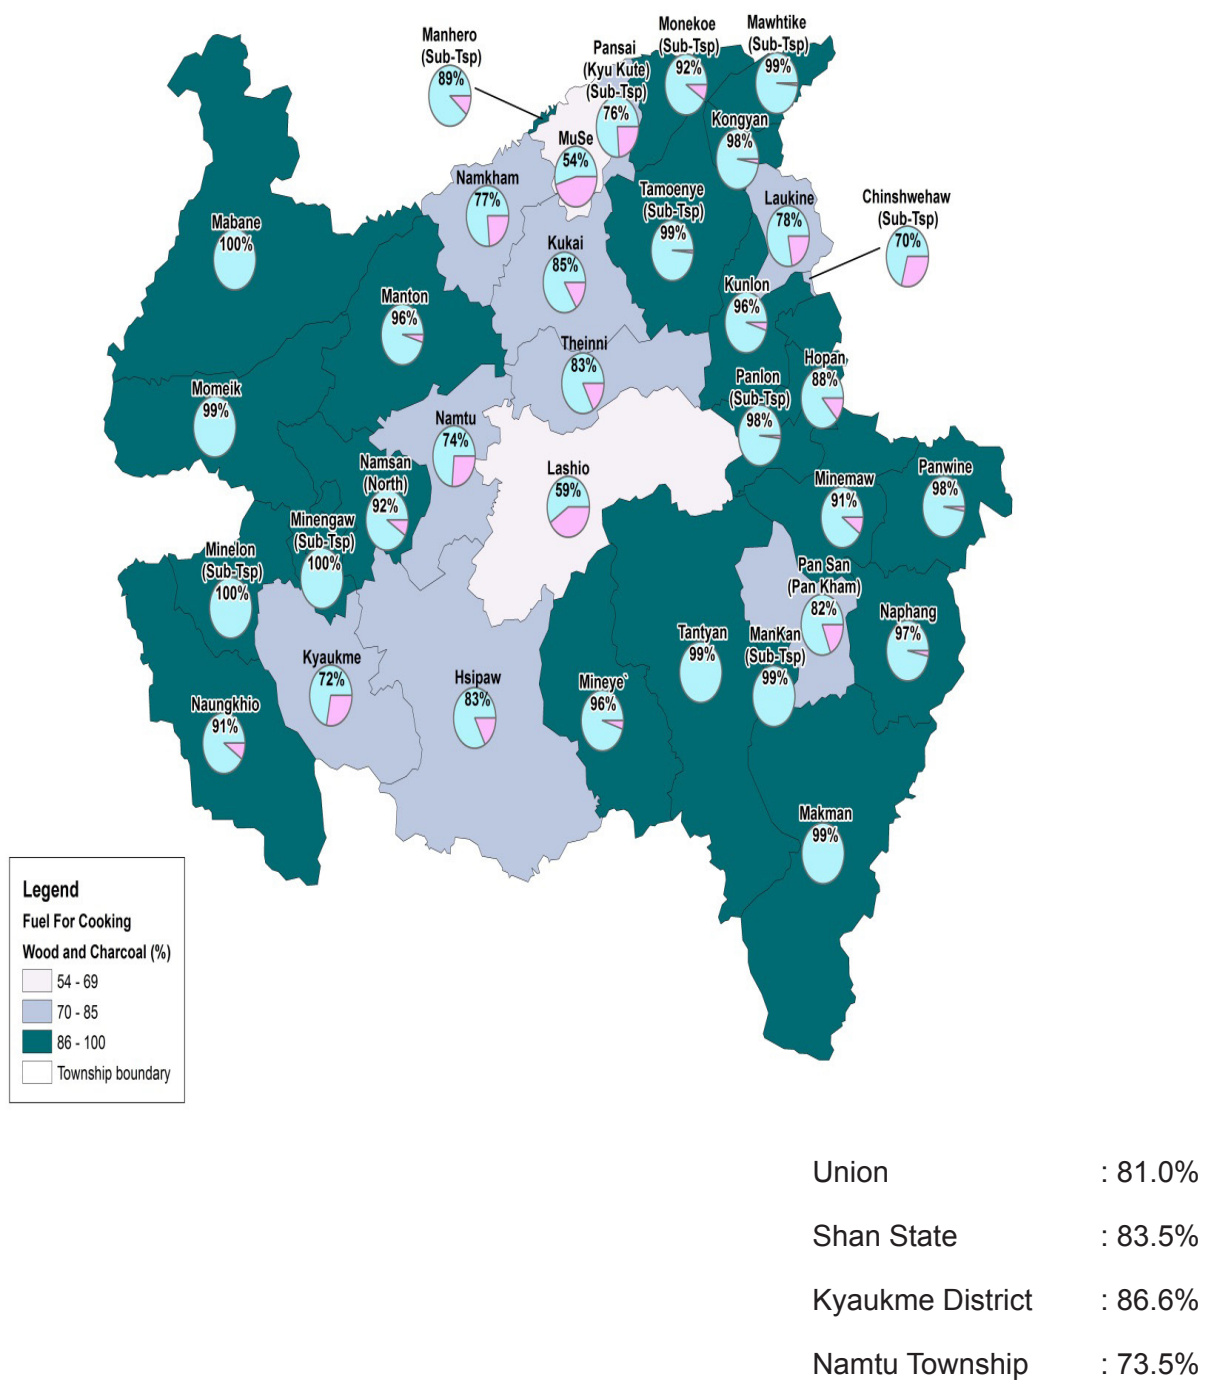 Manhero
(Sub-Tsp)
89%
Pansai
(Kyu Kute)
(Sub-Tsp)
76%
Monekoe
(Sub-Tsp)
92%
Mawhtike
(Sub-Tsp)
99%
Kongyan
98%
MuSe
54%
Namkham
77%
Tamoenye
(Sub-Tsp)
99%
Laukine
78%
Chinshwehaw
(Sub-Tsp)
70%
Mabane
100%
Kukai
85%
Manton
96%
Kunlon
96%
Theinni
83%
Hopan
88%
Panlon
(Sub-Tsp)
98%
Momeik
99%
Namtu
74%
Namsan
(North)
92%
Lashio
59%
Minemaw
91%
Panwine
98%
Minengaw
(Sub-Tsp)
100%
Minelon
(Sub-Tsp)
100%
Pan San
(Pan Kham)
82%
Naphang
97%
Tantyan
99%
ManKan
(Sub-Tsp)
99%
Kyaukme
72%
Hsipaw
83%
Mineye`
96%
Naungkhio
91%
Makman
99%
Legend
Fuel For Cooking
Wood and Charcoal (%)
54 - 69
70 - 85
86 - 100
Township boundary
Union : 81.0%
Shan State : 83.5%
Kyaukme District : 86.6%
Namtu Township : 73.5%